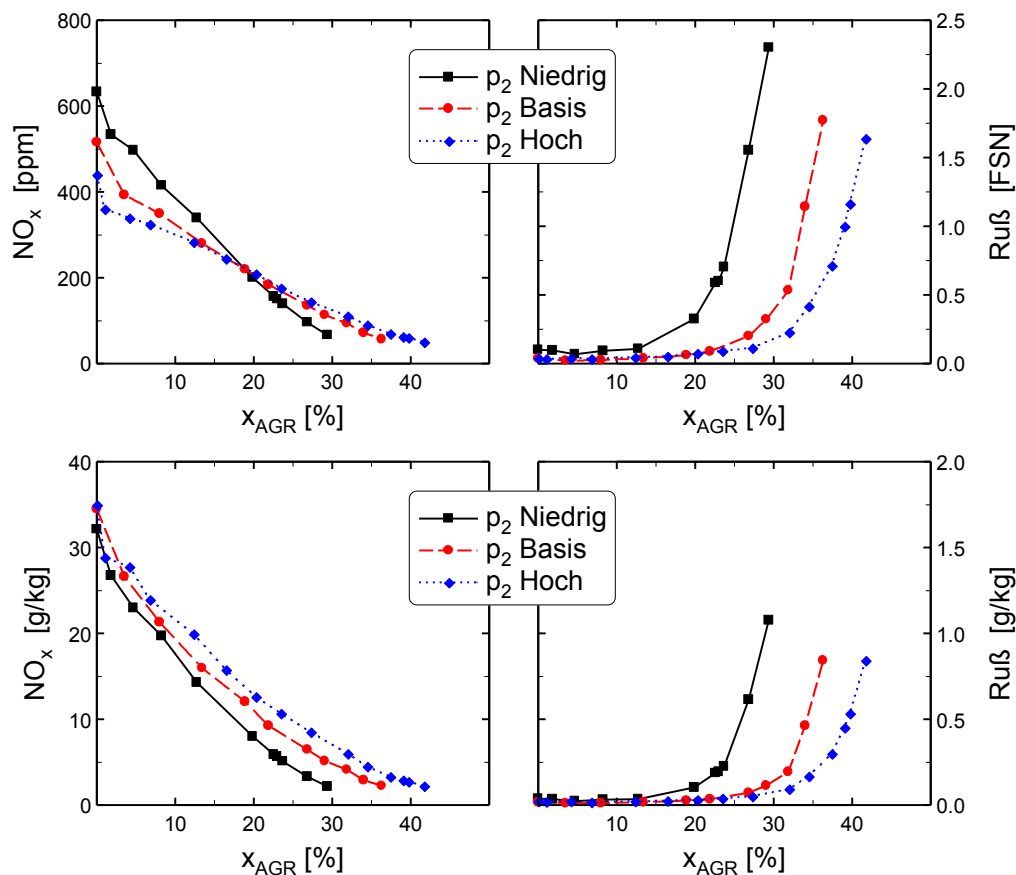 800
600
400
200
0
NOx [ppm]
10 20 30 40
xAGR [%]
p2 Niedrig
p2 Basis
p2 Hoch
2.5
2.0
1.5
1.0
0.5
0.0
Ruß [FSN]
10 20 30 40
xAGR [%]
40
30
20
10
0
NOx [g/kg]
10 20 30 40
xAGR [%]
p2 Niedrig
p2 Basis
p2 Hoch
2.0
1.5
1.0
0.5
0.0
Ruß [g/kg]
10 20 30 40
xAGR [%]